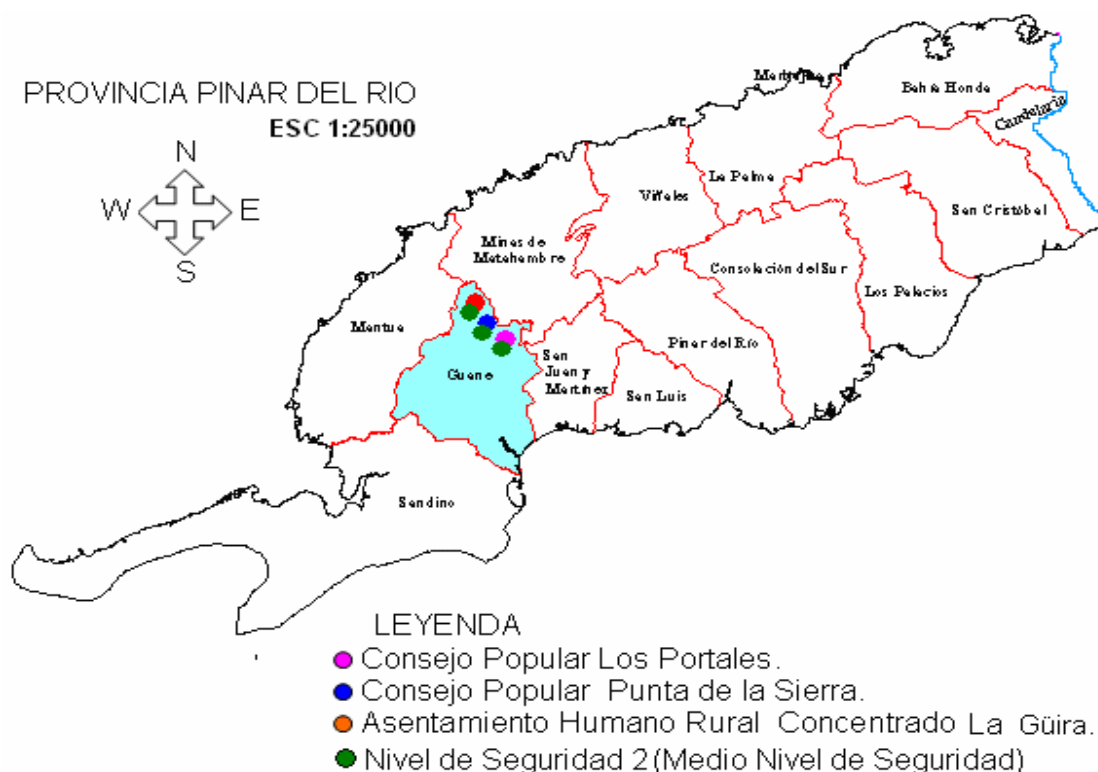 PROVINCIA PINAR DEL RIO
ESC 1:25000
N
W E
S
Bahía Honda
Candelaria
La Palma
Viñales
San Cristóbal
Minas de
Matahambre
Consolación del Sur
Los Palacios
Mantua
Pinar del Río
San
Juan y
Martínez
Guane
San Luis
Sandino
LEYENDA
Consejo Popular Los Portales.
Consejo Popular Punta de la Sierra.
Asentamiento Humano Rural Concentrado La Güira.
Nivel de Seguridad 2(Medio Nivel de Seguridad)